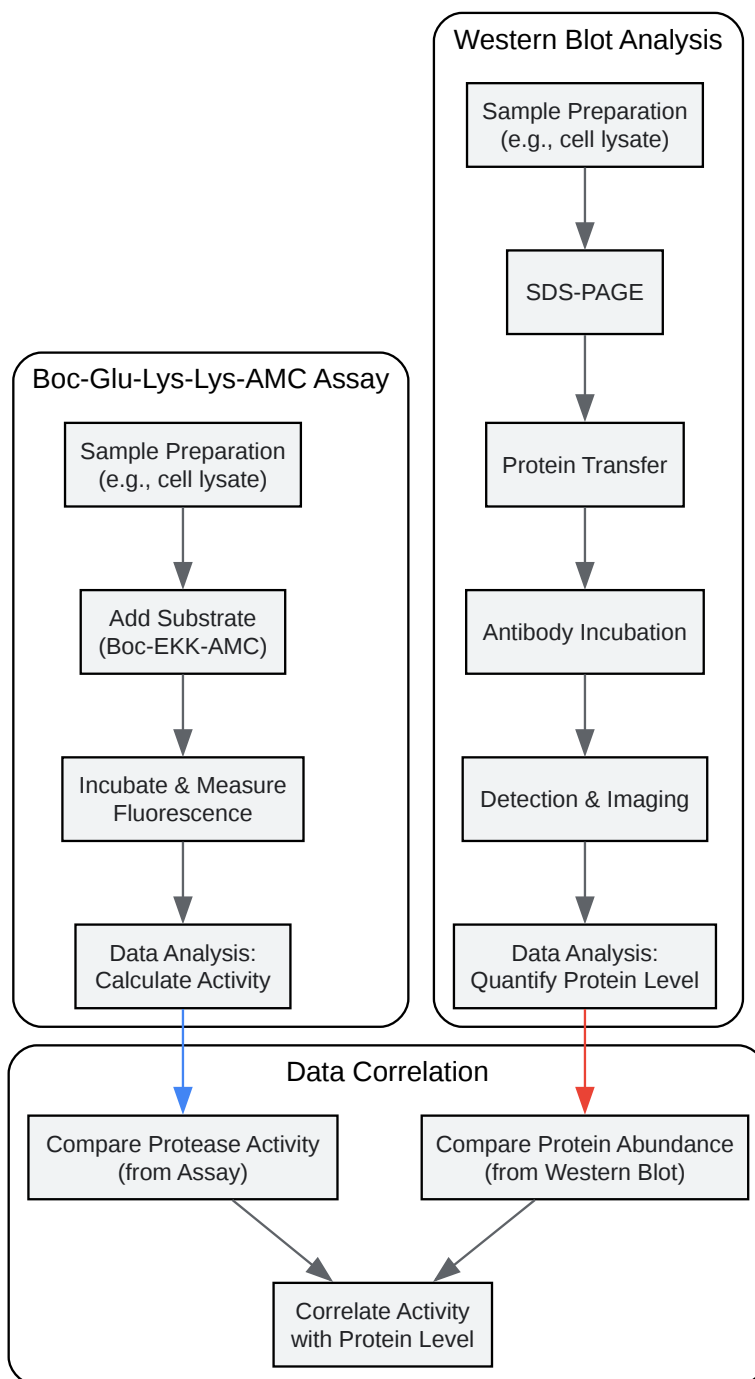 Western Blot Analysis
Sample Preparation
(e.g., cell lysate)
SDS-PAGE
Protein Transfer
Antibody Incubation
Detection & Imaging
Data Analysis:
Quantify Protein Level
Boc-Glu-Lys-Lys-AMC Assay
Sample Preparation
(e.g., cell lysate)
Add Substrate
(Boc-EKK-AMC)
Incubate & Measure
Fluorescence
Data Analysis:
Calculate Activity
Data Correlation
Compare Protease Activity
(from Assay)
Compare Protein Abundance
(from Western Blot)
Correlate Activity
with Protein Level